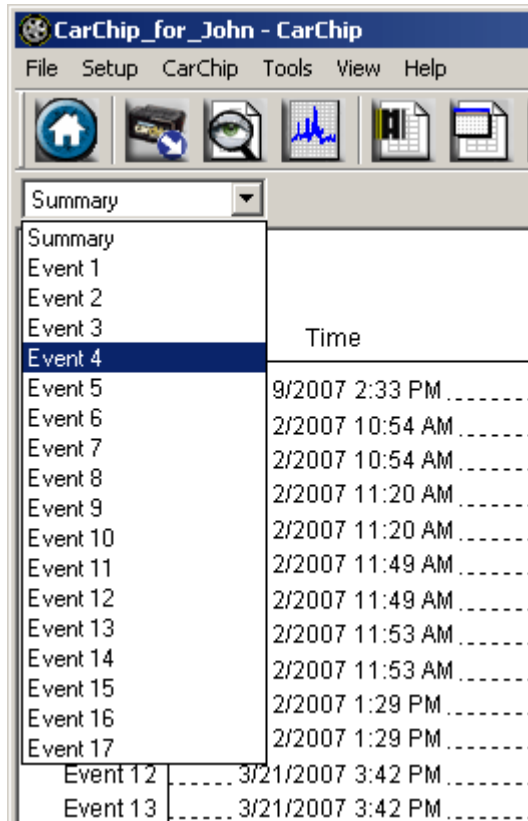 CarChip_for_John - CarChip
File Setup CarChip Tools View Help
Summary
Summary
Event 1
Event 2
Event 3
Event 4
Event 5
Event 6
Event 7
Event 8
Event 9
Event 10
Event 11
Event 12
Event 13
Event 14
Event 15
Event 16
Event 17
Time
9/2007 2:33 PM
2/2007 10:54 AM
2/2007 10:54 AM
2/2007 11:20 AM
2/2007 11:20 AM
2/2007 11:49 AM
2/2007 11:49 AM
2/2007 11:53 AM
2/2007 11:53 AM
2/2007 1:29 PM
2/2007 1:29 PM
Event 12 3/21/2007 3:42 PM
Event 13 3/21/2007 3:42 PM